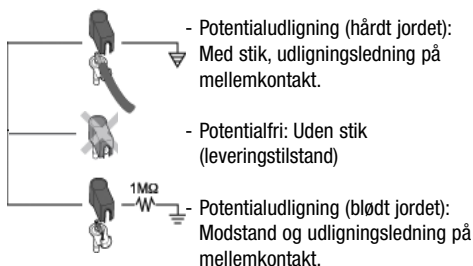 - Potentialudligning (hårdt jordet):
Med stik, udligningsledning på
mellemkontakt.
- Potentialfri: Uden stik
(leveringstilstand)
1MΩ
- Potentialudligning (blødt jordet):
Modstand og udligningsledning på
mellemkontakt.